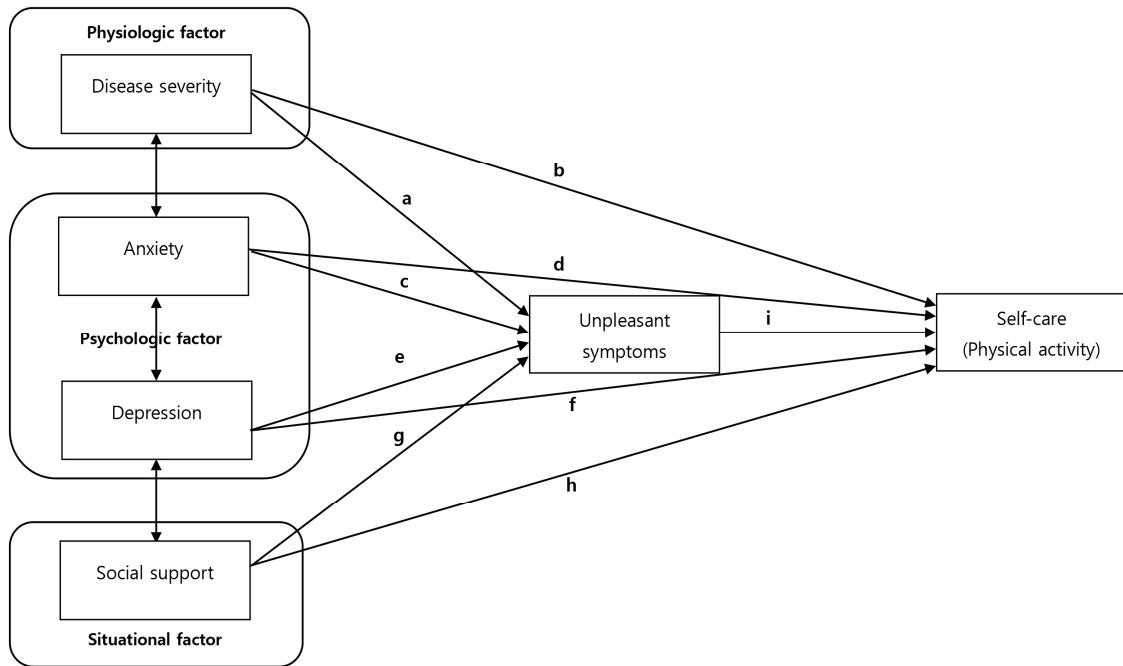 Physiologic factor
Disease severity
b
a
Anxiety
d
c
Unpleasant
symptoms
i
Self-care
(Physical activity)
Psychologic factor
e
Depression
f
g
h
Social support
Situational factor